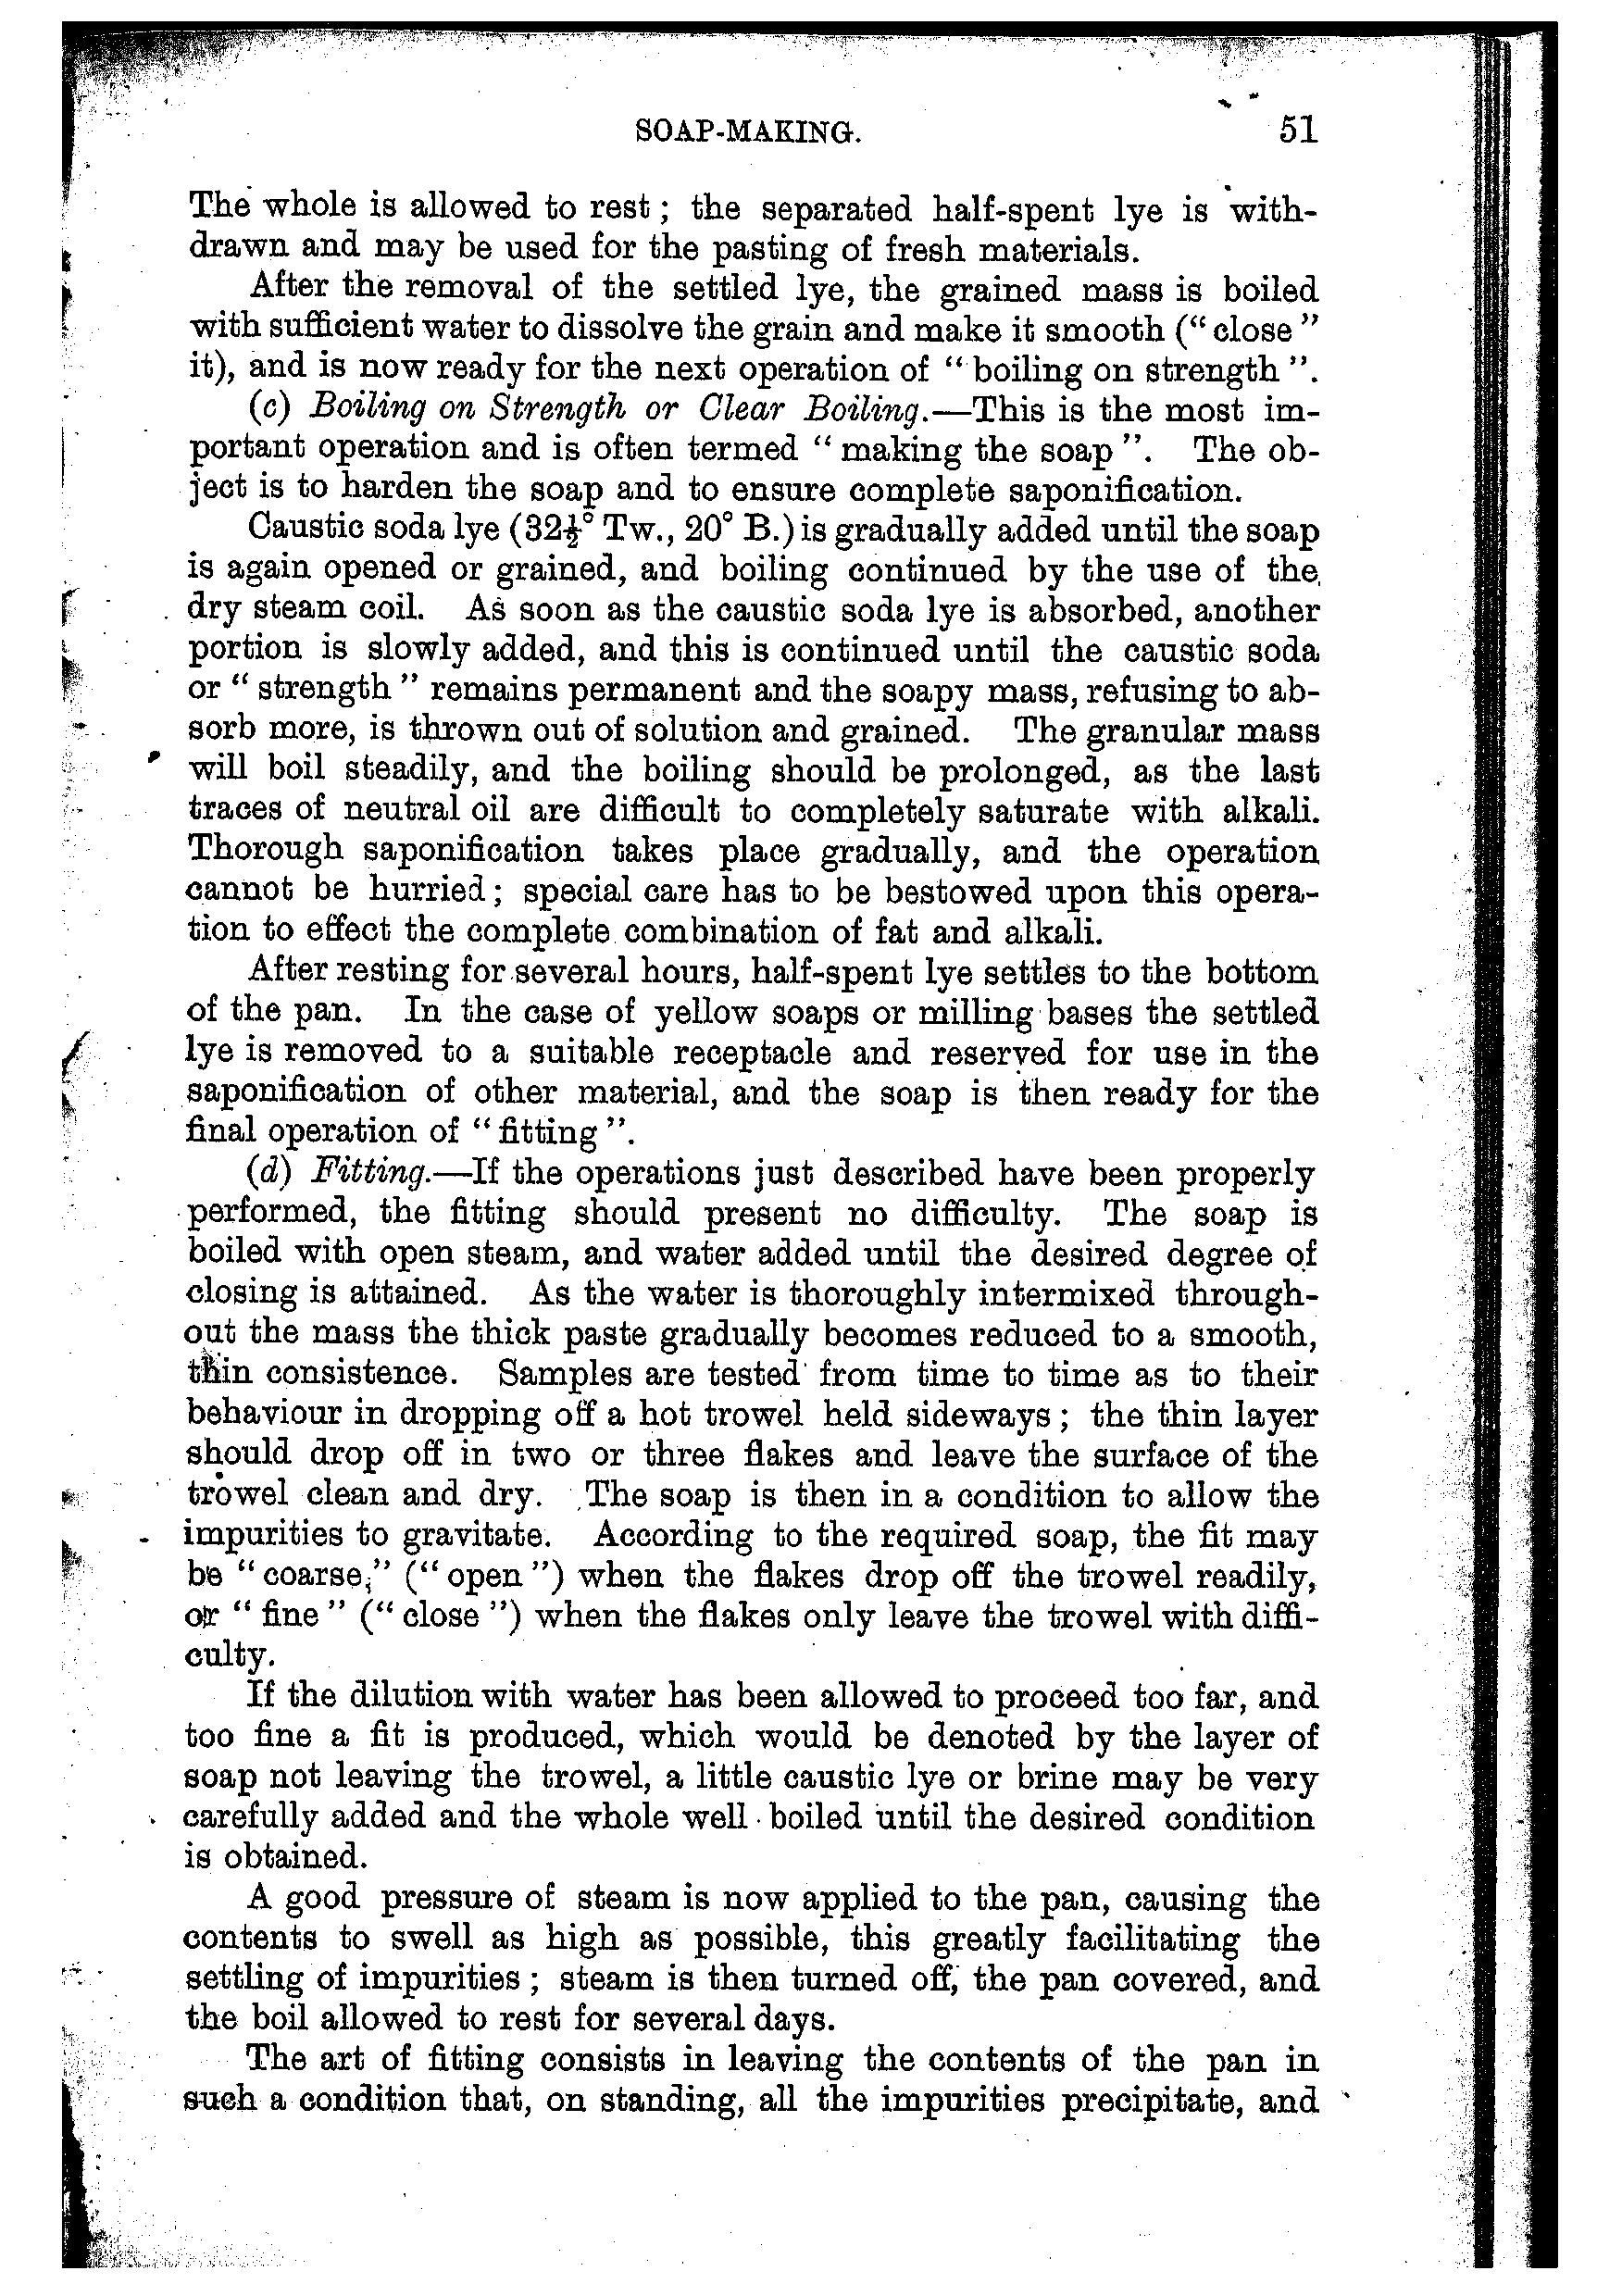 SOAP-MAKING. 51
The whole is allowed to rest; the separated half-spent lye is with-
drawn and may be used for the pasting of fresh materials.
After the removal of the settled lye, the grained mass is boiled
with sufficient water to dissolve the grain and make it smooth (“close”
it), and is now ready for the next operation of “boiling on strength”.
(c) Boiling on Strength or Clear Boiling.—This is the most im-
portant operation and is often termed “making the soap”. The ob-
ject is to harden the soap and to ensure complete saponification.
Caustic soda lye (32½° Tw., 20° B.) is gradually added until the soap
is again opened or grained, and boiling continued by the use of the
dry steam coil. As soon as the caustic soda lye is absorbed, another
portion is slowly added, and this is continued until the caustic soda
or “strength” remains permanent and the soapy mass, refusing to ab-
sorb more, is thrown out of solution and grained. The granular mass
will boil steadily, and the boiling should be prolonged, as the last
traces of neutral oil are difficult to completely saturate with alkali.
Thorough saponification takes place gradually, and the operation
cannot be hurried; special care has to be bestowed upon this opera-
tion to effect the complete combination of fat and alkali.
After resting for several hours, half-spent lye settles to the bottom
of the pan. In the case of yellow soaps or milling bases the settled
lye is removed to a suitable receptacle and reserved for use in the
saponification of other material, and the soap is then ready for the
final operation of “fitting”.
(d) Fitting.—If the operations just described have been properly
performed, the fitting should present no difficulty. The soap is
boiled with open steam, and water added until the desired degree of
closing is attained. As the water is thoroughly intermixed through-
out the mass the thick paste gradually becomes reduced to a smooth,
thin consistence. Samples are tested from time to time as to their
behaviour in dropping off a hot trowel held sideways; the thin layer
should drop off in two or three flakes and leave the surface of the
trowel clean and dry. The soap is then in a condition to allow the
impurities to gravitate. According to the required soap, the fit may
be “coarse,” (“open”) when the flakes drop off the trowel readily,
or “fine” (“close”) when the flakes only leave the trowel with diffi-
culty.
If the dilution with water has been allowed to proceed too far, and
too fine a fit is produced, which would be denoted by the layer of
soap not leaving the trowel, a little caustic lye or brine may be very
carefully added and the whole well boiled until the desired condition
is obtained.
A good pressure of steam is now applied to the pan, causing the
contents to swell as high as possible, this greatly facilitating the
settling of impurities; steam is then turned off, the pan covered, and
the boil allowed to rest for several days.
The art of fitting consists in leaving the contents of the pan in
such a condition that, on standing, all the impurities precipitate, and